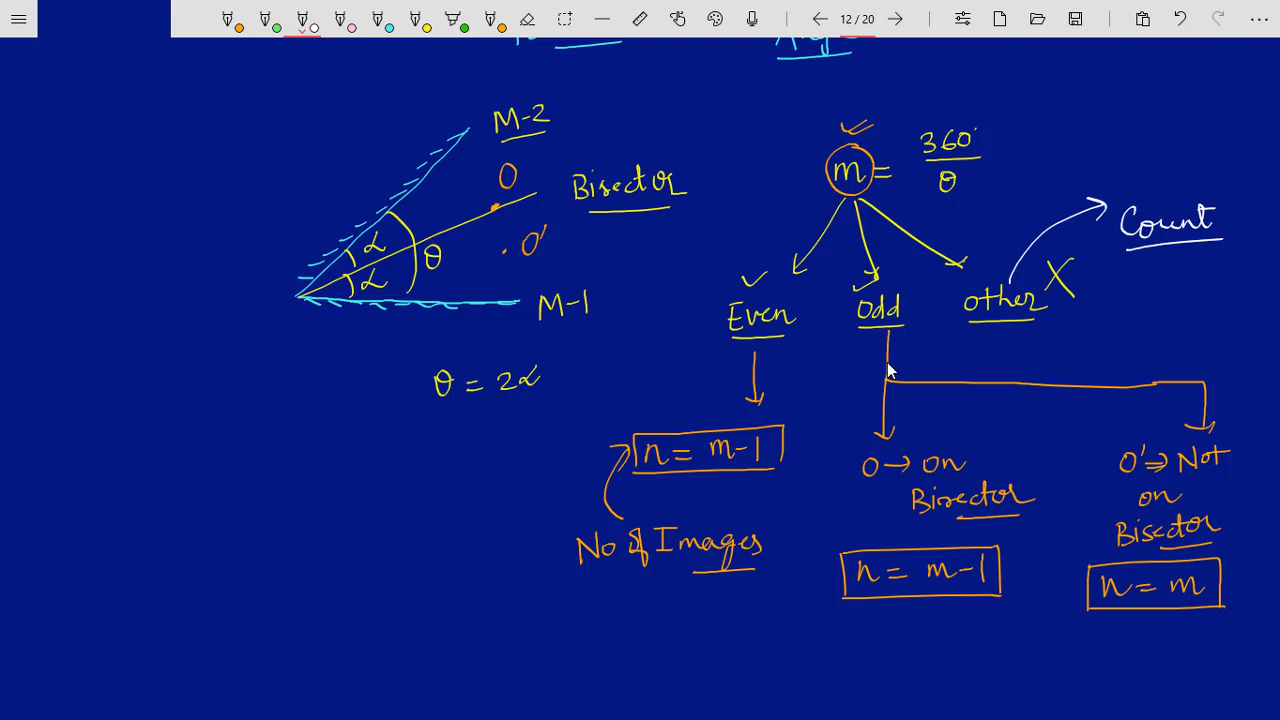 12 / 20
M-2
O
Bisector
α
α
θ
. O'
M-1
θ = 2α
m = 360° / θ
Count
Even
Odd
other X
n = m-1
No of Images
O → on
Bisector
n = m-1
O' ⇒ Not
on
Bisector
n = m